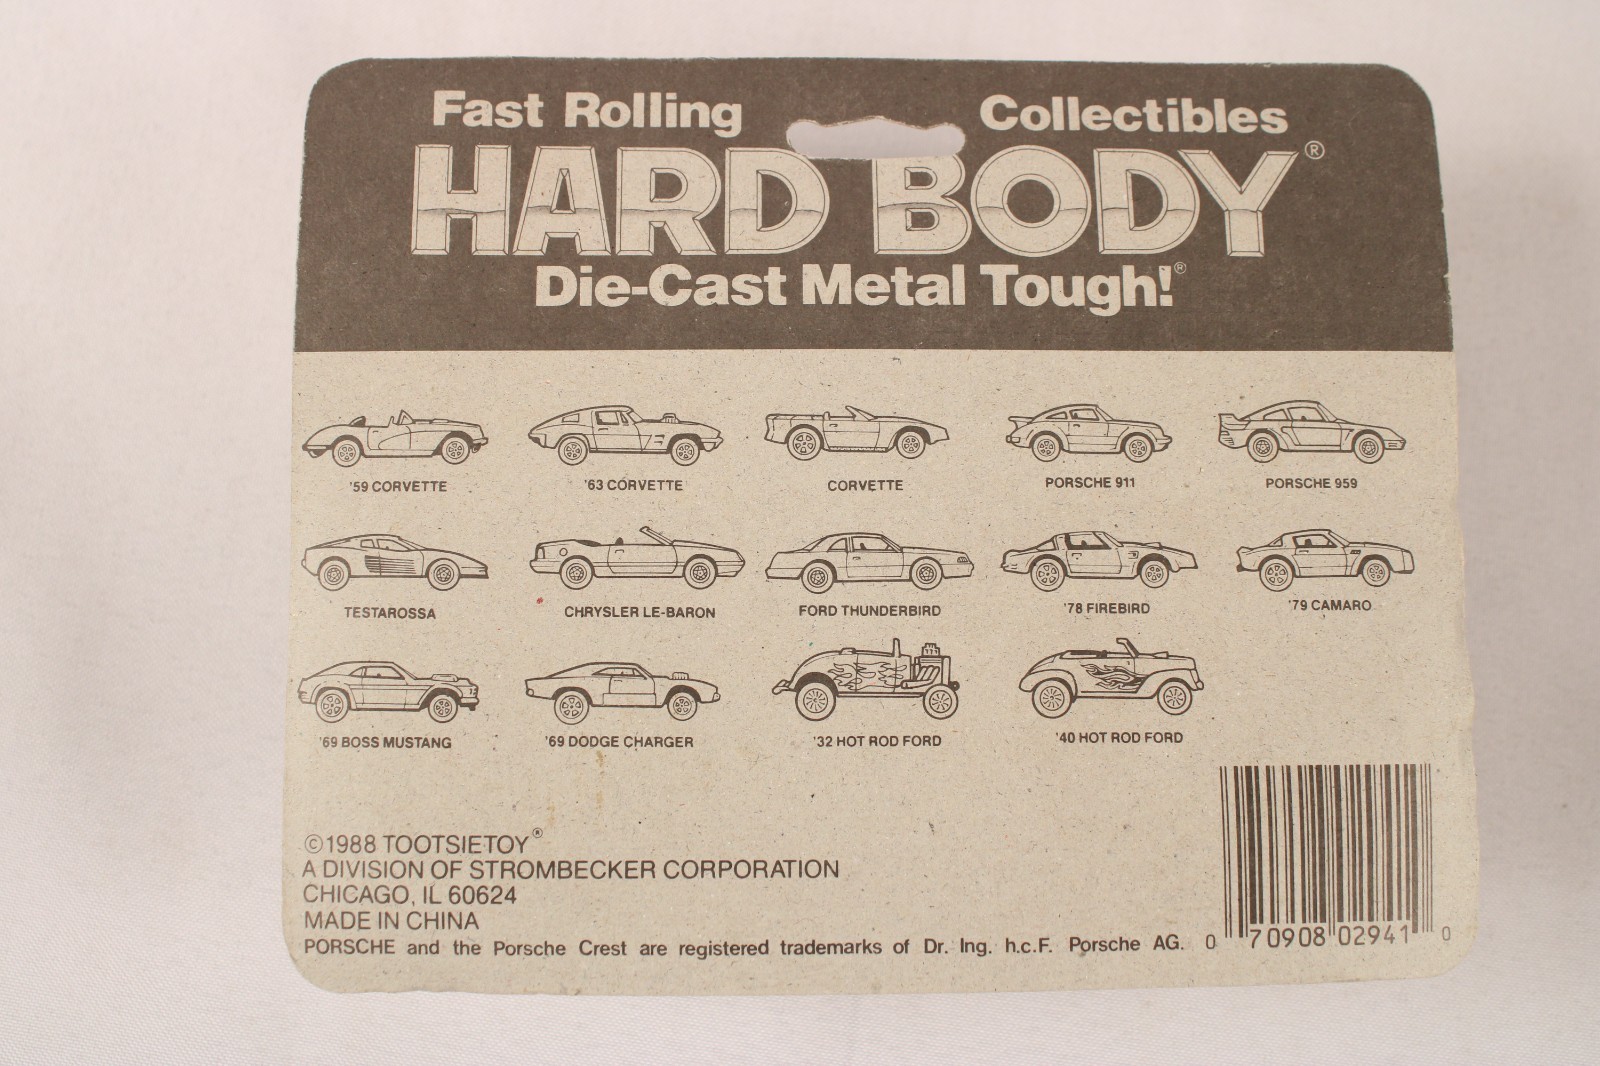 Fast Rolling Collectibles
HARD BODY®
Die-Cast Metal Tough!®
'59 CORVETTE '63 CORVETTE CORVETTE PORSCHE 911 PORSCHE 959
TESTAROSSA CHRYSLER LE-BARON FORD THUNDERBIRD '78 FIREBIRD '79 CAMARO
'69 BOSS MUSTANG '69 DODGE CHARGER '32 HOT ROD FORD '40 HOT ROD FORD
©1988 TOOTSIETOY®
A DIVISION OF STROMBECKER CORPORATION
CHICAGO, IL 60624
MADE IN CHINA
PORSCHE and the Porsche Crest are registered trademarks of Dr. Ing. h.c.F. Porsche AG.
0 70908 02941 0